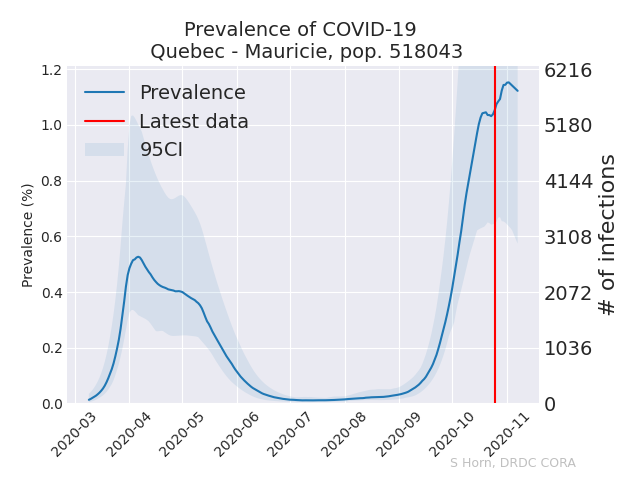 Prevalence of COVID-19
Quebec - Mauricie, pop. 518043
Prevalence (%)
1.2
1.0
0.8
0.6
0.4
0.2
0.0
Prevalence
Latest data
95CI
6216
5180
4144
3108
2072
1036
0
# of infections
2020-03
2020-04
2020-05
2020-06
2020-07
2020-08
2020-09
2020-10
2020-11
S Horn, DRDC CORA